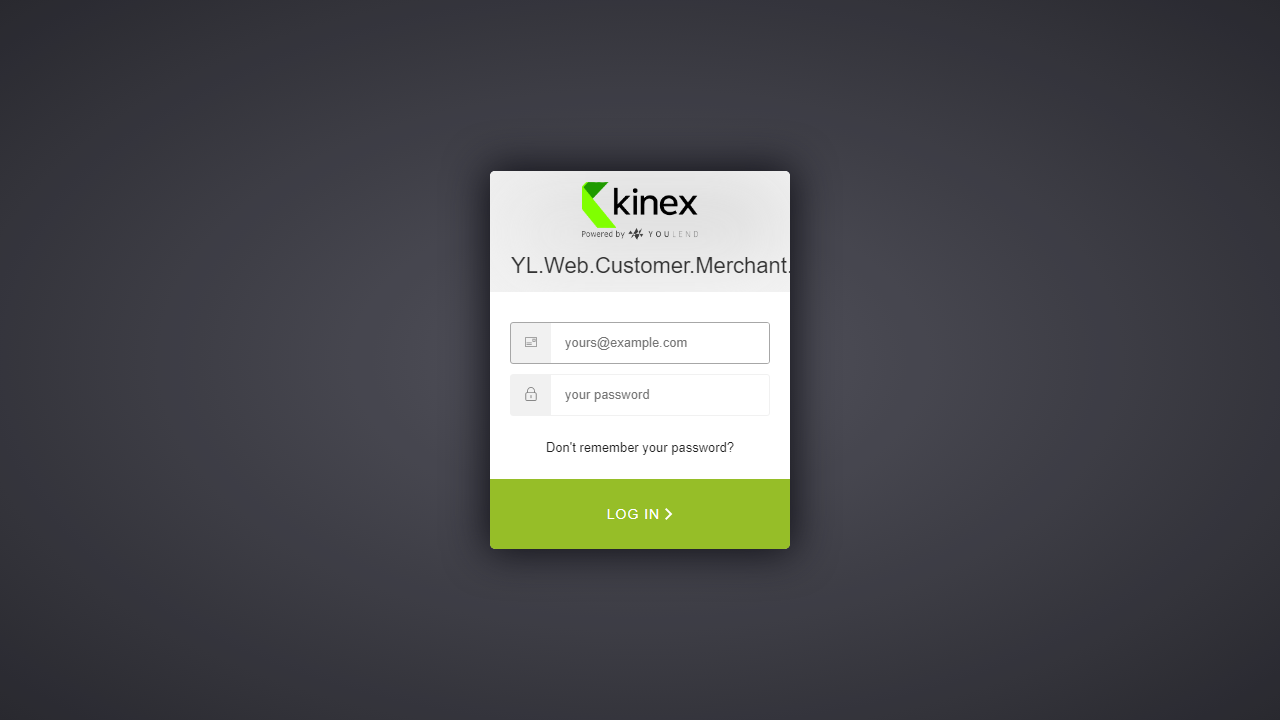 kinex
Powered by YOULEND
YL.Web.Customer.Merchant.
yours@example.com
your password
Don't remember your password?
LOG IN